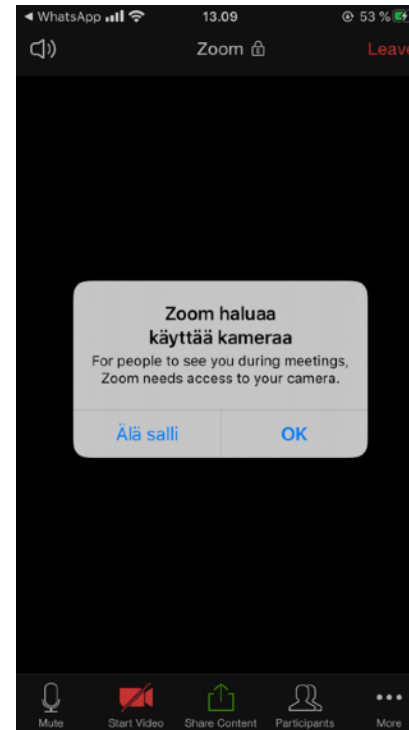 WhatsApp 13.09 53 %
Zoom Leave
Zoom haluaa
käyttää kameraa
For people to see you during meetings,
Zoom needs access to your camera.
Älä salli OK
Mute Start Video Share Content Participants More